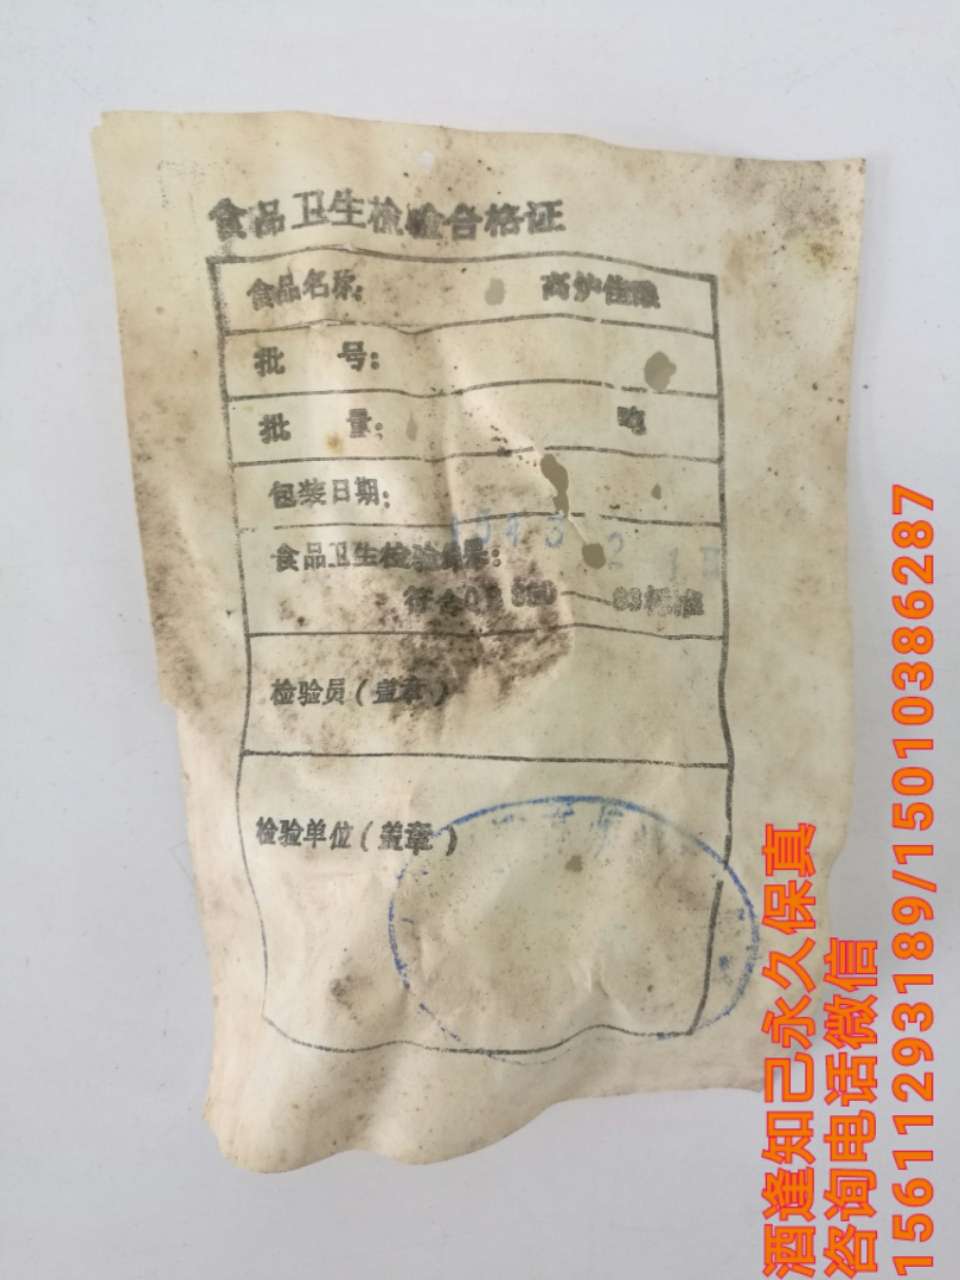 食品卫生检验合格证
食品名称: 高炉佳酿
批 号:
批 量: 吨
包装日期:
食品卫生检验结果:
检验员(盖章)
检验单位(盖章)
酒逢知己永久保真
咨询电话微信
15611293189/15010386287